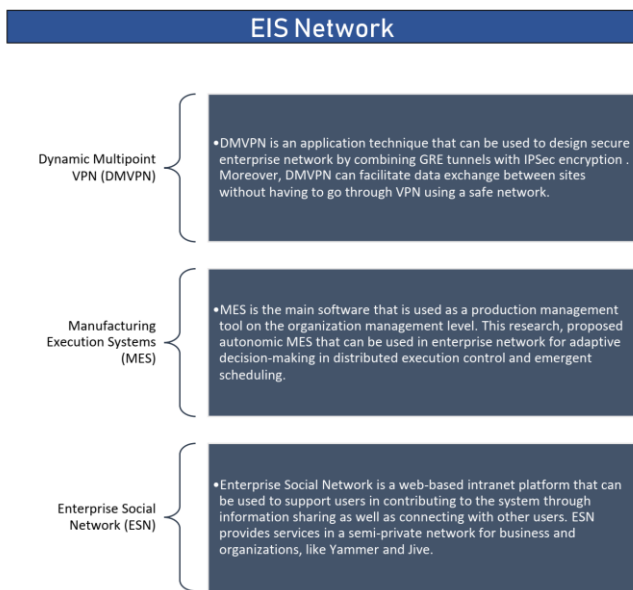 EIS Network
Dynamic Multipoint
VPN (DMVPN)
•DMVPN is an application technique that can be used to design secure
enterprise network by combining GRE tunnels with IPSec encryption .
Moreover, DMVPN can facilitate data exchange between sites
without having to go through VPN using a safe network.
Manufacturing
Execution Systems
(MES)
•MES is the main software that is used as a production management
tool on the organization management level. This research, proposed
autonomic MES that can be used in enterprise network for adaptive
decision-making in distributed execution control and emergent
scheduling.
Enterprise Social
Network (ESN)
•Enterprise Social Network is a web-based intranet platform that can
be used to support users in contributing to the system through
information sharing as well as connecting with other users. ESN
provides services in a semi-private network for business and
organizations, like Yammer and Jive.